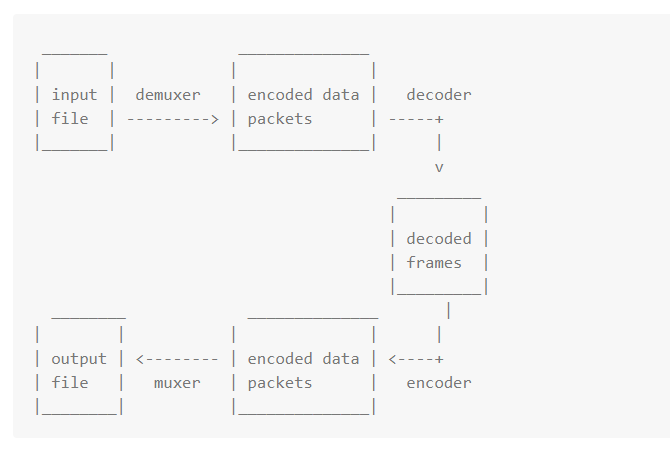 _______              ______________
|       |            |              |
| input |  demuxer   | encoded data |   decoder
| file  | ---------> | packets      | -----+
|_______|            |______________|      |
                                           v
                                       _________
                                      |         |
                                      | decoded |
                                      | frames  |
                                      |_________|
  ________             ______________       |
|        |           |              |      |
| output | <-------- | encoded data | <----+
| file   |   muxer   | packets      |   encoder
|________|           |______________|